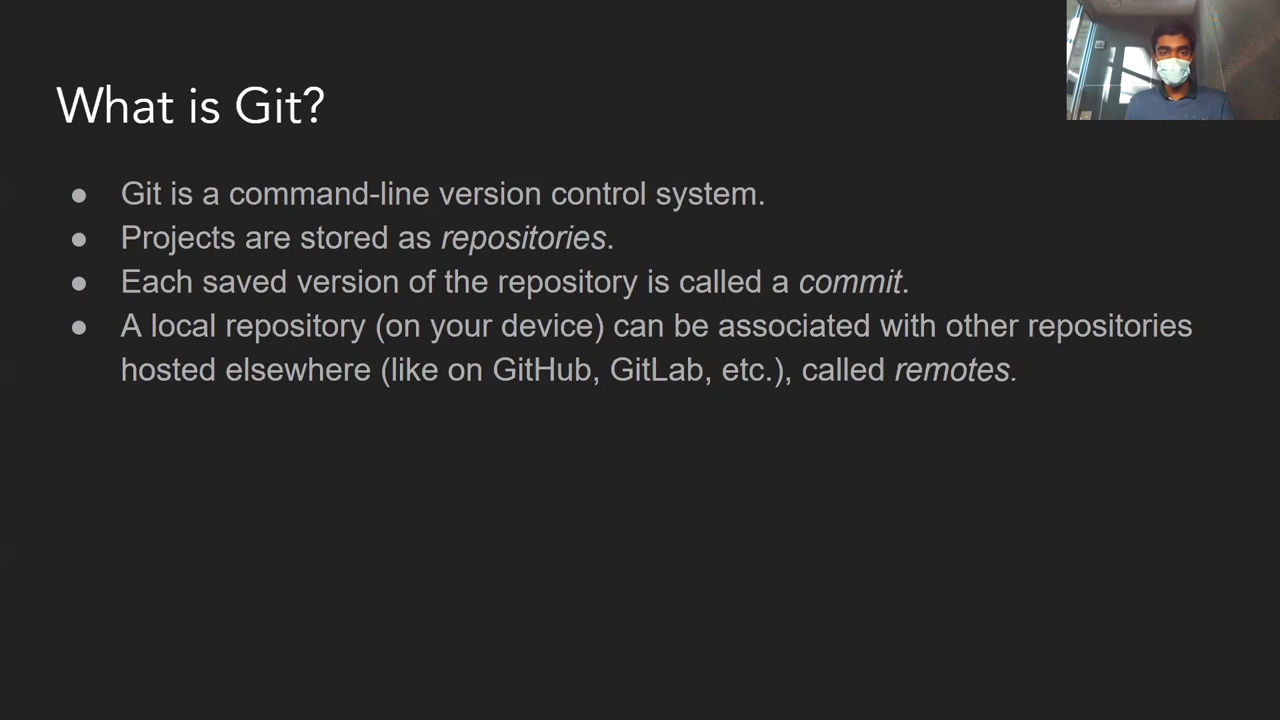 What is Git?
● Git is a command-line version control system.
● Projects are stored as repositories.
● Each saved version of the repository is called a commit.
● A local repository (on your device) can be associated with other repositories
hosted elsewhere (like on GitHub, GitLab, etc.), called remotes.